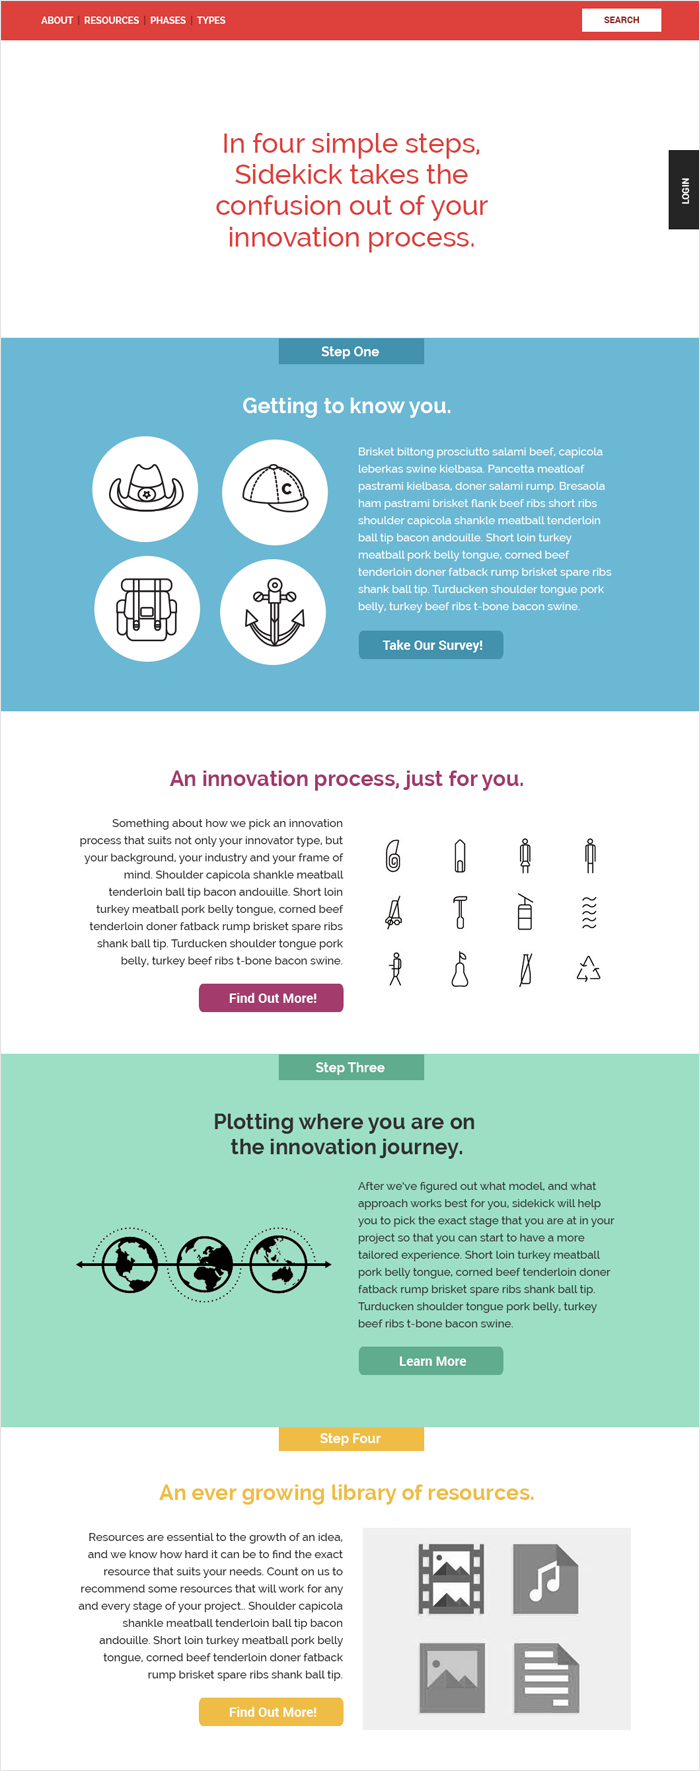 ABOUT | RESOURCES | PHASES | TYPES
SEARCH
In four simple steps,
Sidekick takes the
confusion out of your
innovation process.
LOGIN
Step One
Getting to know you.
C
Brisket biltong prosciutto salami beef, capicola
leberkas swine kielbasa. Pancetta meatloaf
pastrami kielbasa, doner salami rump. Bresaola
ham pastrami brisket flank beef ribs short ribs
shoulder capicola shankle meatball tenderloin
ball tip bacon andouille. Short loin turkey
meatball pork belly tongue, corned beef
tenderloin doner fatback rump brisket spare ribs
shank ball tip. Turducken shoulder tongue pork
belly, turkey beef ribs t-bone bacon swine.
Take Our Survey!
An innovation process, just for you.
Something about how we pick an innovation
process that suits not only your innovator type, but
your background, your industry and your frame of
mind. Shoulder capicola shankle meatball
tenderloin ball tip bacon andouille. Short loin
turkey meatball pork belly tongue, corned beef
tenderloin doner fatback rump brisket spare ribs
shank ball tip. Turducken shoulder tongue pork
belly, turkey beef ribs t-bone bacon swine.
Find Out More!
Step Three
Plotting where you are on
the innovation journey.
After we've figured out what model, and what
approach works best for you, sidekick will help
you to pick the exact stage that you are at in your
project so that you can start to have a more
tailored experience. Short loin turkey meatball
pork belly tongue, corned beef tenderloin doner
fatback rump brisket spare ribs shank ball tip.
Turducken shoulder tongue pork belly, turkey
beef ribs t-bone bacon swine.
Learn More
Step Four
An ever growing library of resources.
Resources are essential to the growth of an idea,
and we know how hard it can be to find the exact
resource that suits your needs. Count on us to
recommend some resources that will work for any
and every stage of your project.. Shoulder capicola
shankle meatball tenderloin ball tip bacon
andouille. Short loin turkey meatball pork belly
tongue, corned beef tenderloin doner fatback
rump brisket spare ribs shank ball tip.
Find Out More!